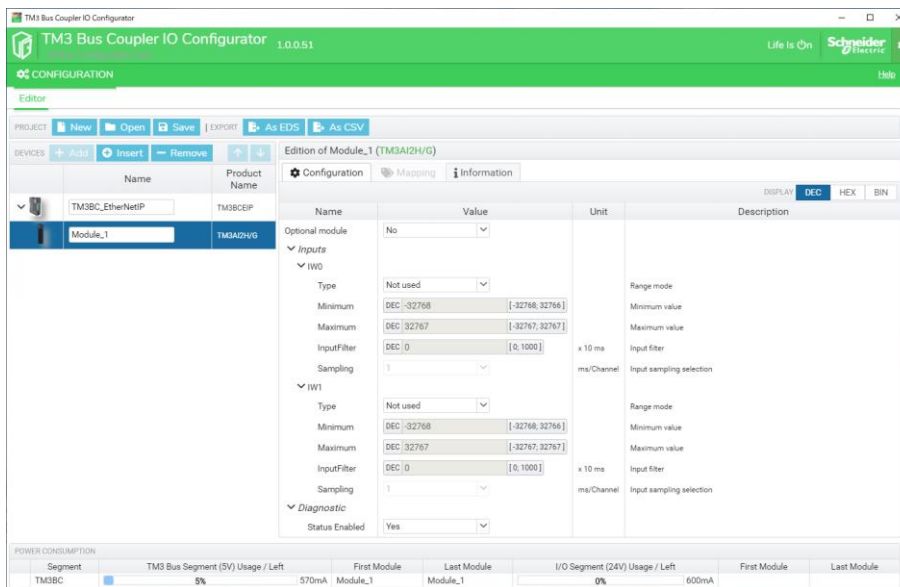 TM3 Bus Coupler IO Configurator
TM3 Bus Coupler IO Configurator 1.0.0.51
Life Is On Schneider Electric
CONFIGURATION Help
Editor
PROJECT New Open Save | EXPORT As EDS As CSV
DEVICES Add Insert Remove Edition of Module_1 (TM3AI2H/G)
Name Product Name
Configuration Mapping Information
DISPLAY DEC HEX BIN
TM3BC_EtherNetIP TM3BCEIP
Module_1 TM3AI2H/G
Name Value Unit Description
Optional module No
Inputs
IW0
Type Not used Range mode
Minimum DEC -32768 [-32768; 32766] Minimum value
Maximum DEC 32767 [-32767; 32767] Maximum value
InputFilter DEC 0 [0; 1000] x 10 ms Input filter
Sampling 1 ms/Channel Input sampling selection
IW1
Type Not used Range mode
Minimum DEC -32768 [-32768; 32766] Minimum value
Maximum DEC 32767 [-32767; 32767] Maximum value
InputFilter DEC 0 [0; 1000] x 10 ms Input filter
Sampling 1 ms/Channel Input sampling selection
Diagnostic
Status Enabled Yes
POWER CONSUMPTION
Segment TM3 Bus Segment (5V) Usage / Left First Module Last Module I/O Segment (24V) Usage / Left First Module Last Module
TM3BC 5% 570mA Module_1 Module_1 0% 600mA